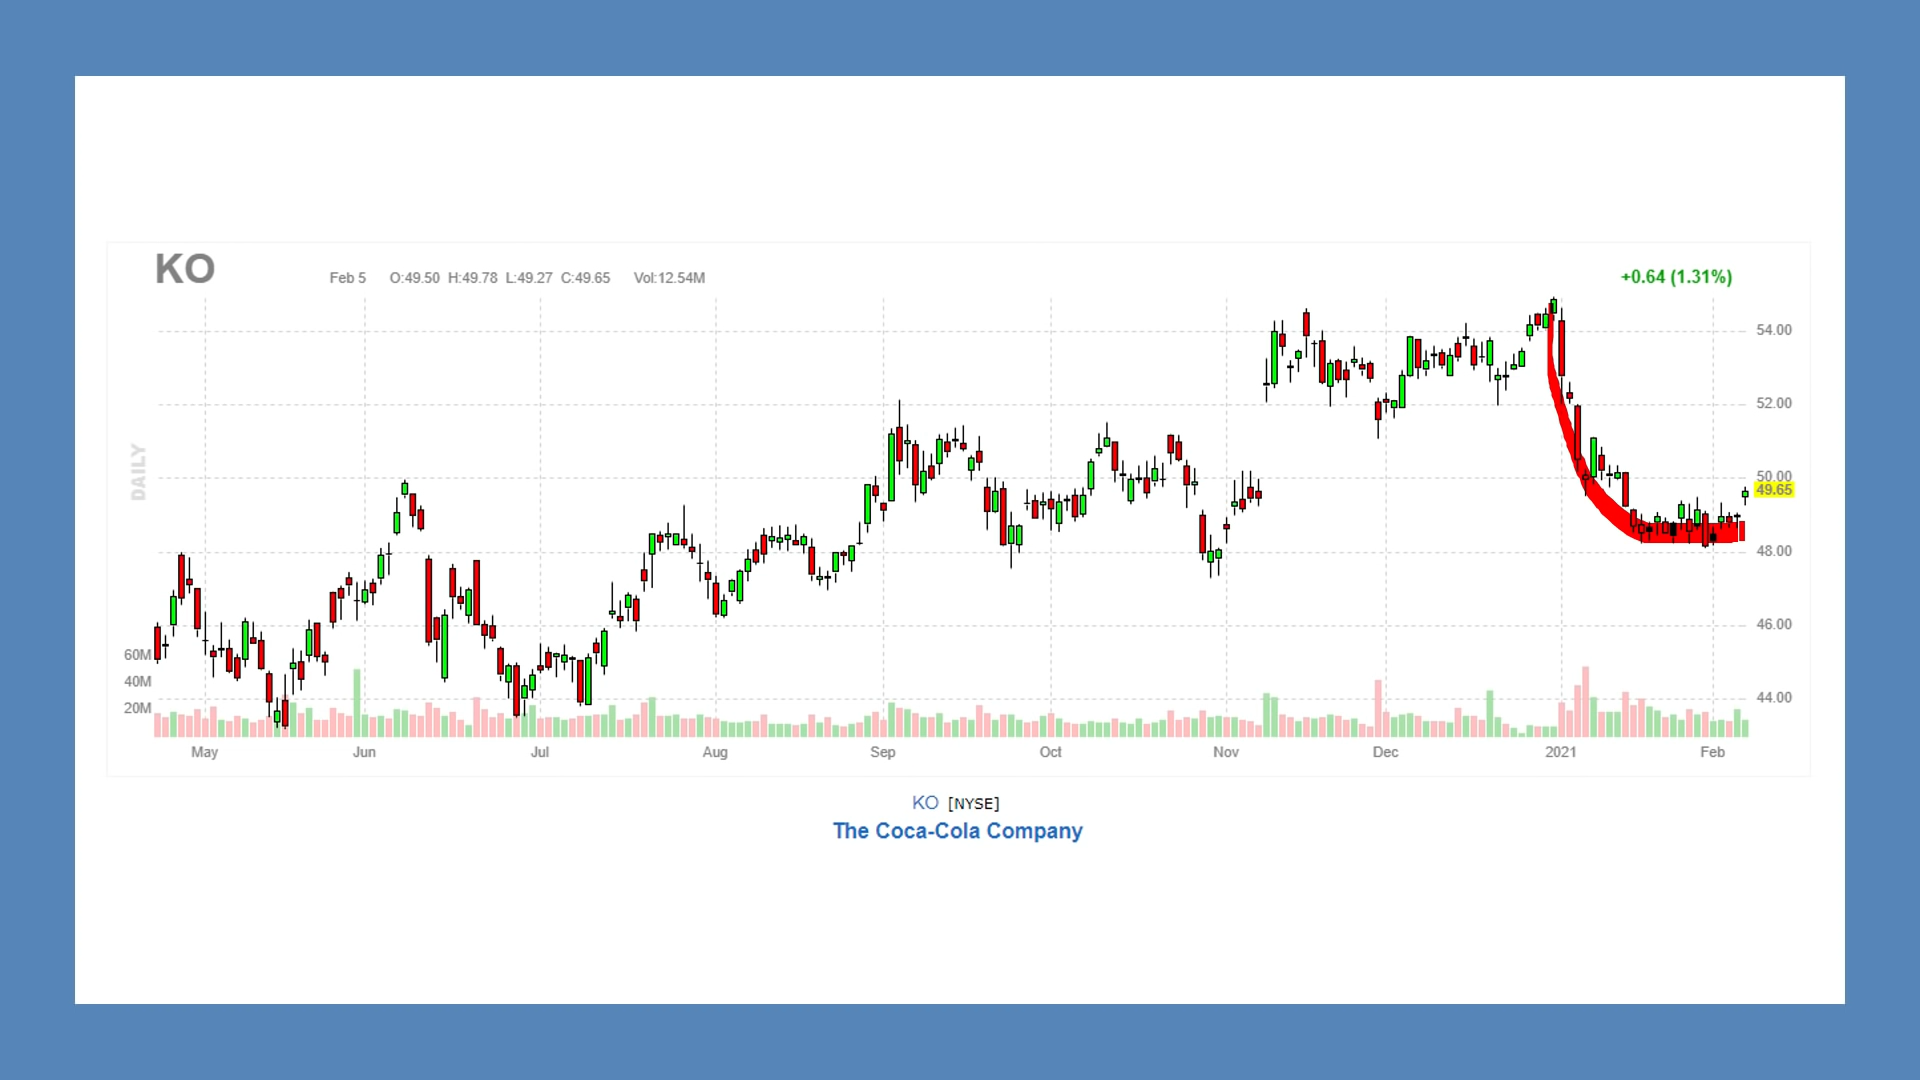 KO
Feb 5 O:49.50 H:49.78 L:49.27 C:49.65 Vol:12.54M
+0.64 (1.31%)
54.00
52.00
DAILY
50.00
49.65
48.00
46.00
60M
40M
44.00
20M
May Jun Jul Aug Sep Oct Nov Dec 2021 Feb
KO [NYSE]
The Coca-Cola Company